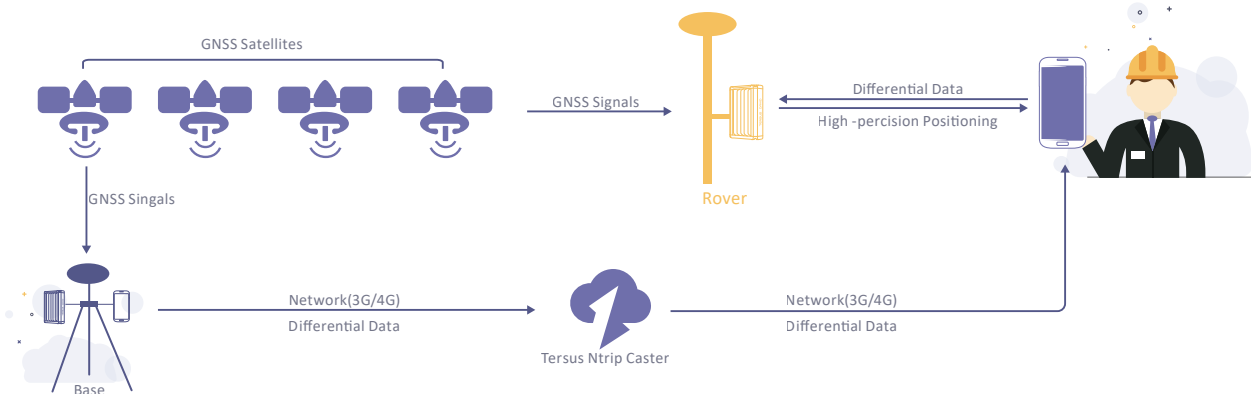 GNSS Satellites
GNSS Signals
Differential Data
High -percision Positioning
GNSS Singals
Rover
Network(3G/4G)
Differential Data
Network(3G/4G)
Differential Data
Tersus Ntrip Caster
Base